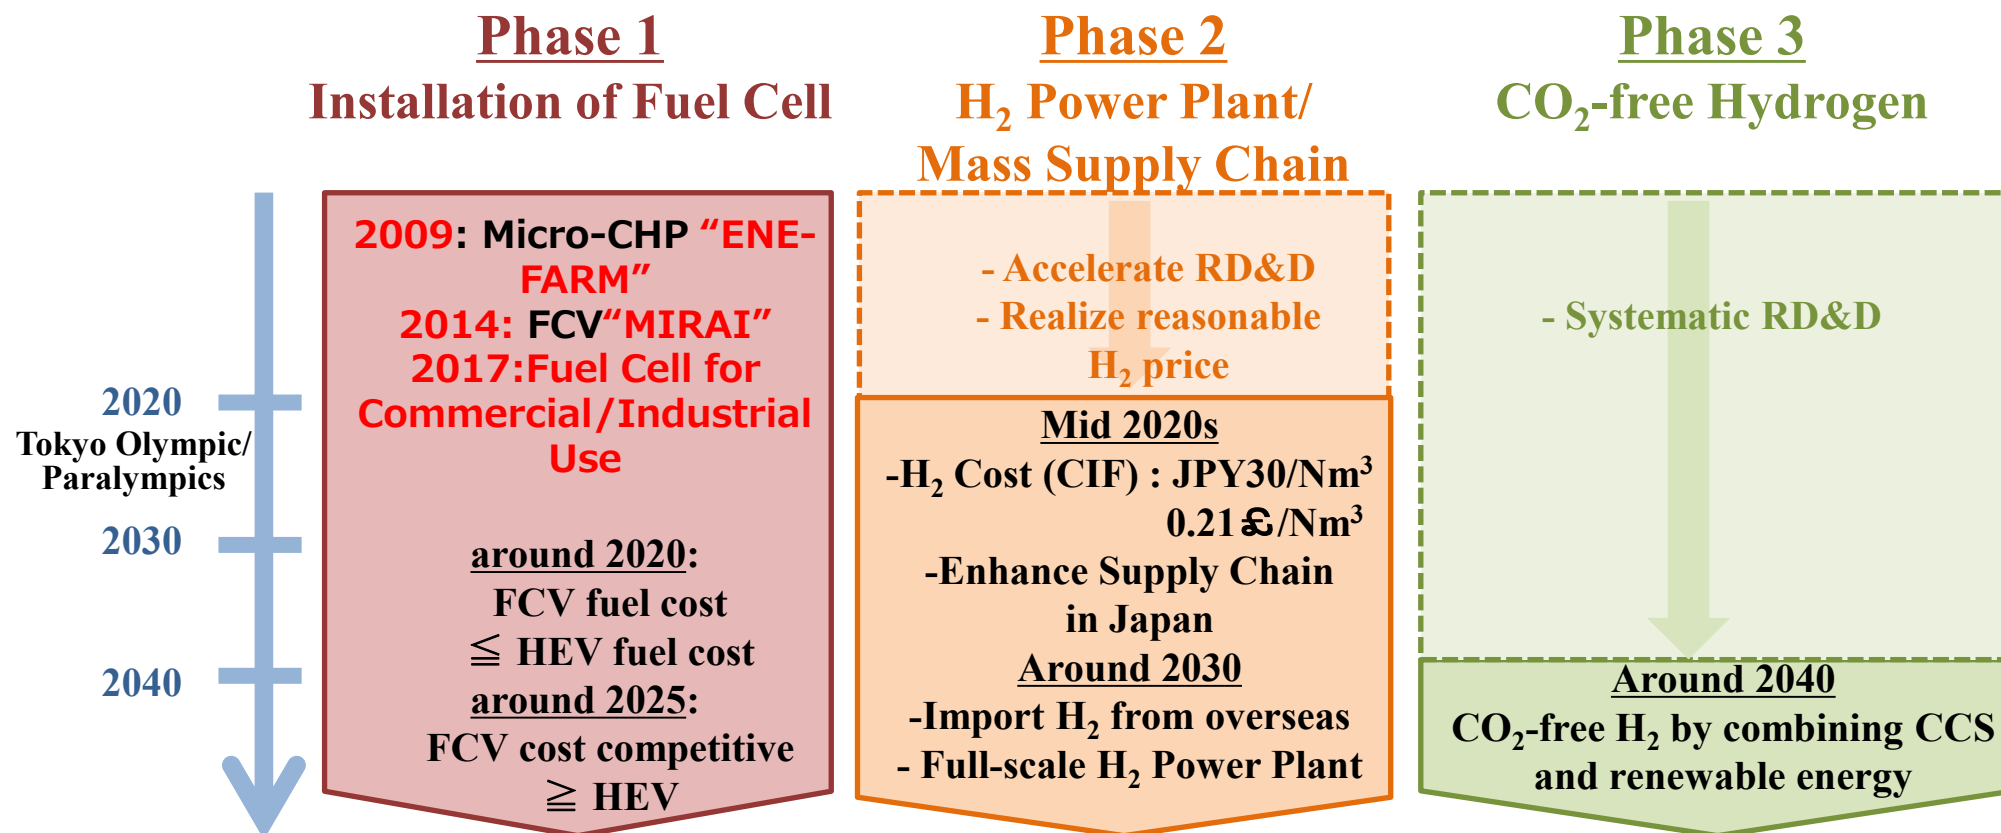 Phase 1
Installation of Fuel Cell
Phase 2
H₂ Power Plant/
Mass Supply Chain
Phase 3
CO₂-free Hydrogen
2020
Tokyo Olympic/
Paralympics
2030
2040
2009: Micro-CHP “ENE-
FARM”
2014: FCV“MIRAI”
2017:Fuel Cell for
Commercial/Industrial
Use
around 2020:
FCV fuel cost
≦ HEV fuel cost
around 2025:
FCV cost competitive
≧ HEV
- Accelerate RD&D
- Realize reasonable
H₂ price
Mid 2020s
-H₂ Cost (CIF) : JPY30/Nm³
0.21£/Nm³
-Enhance Supply Chain
in Japan
Around 2030
-Import H₂ from overseas
- Full-scale H₂ Power Plant
- Systematic RD&D
Around 2040
CO₂-free H₂ by combining CCS
and renewable energy